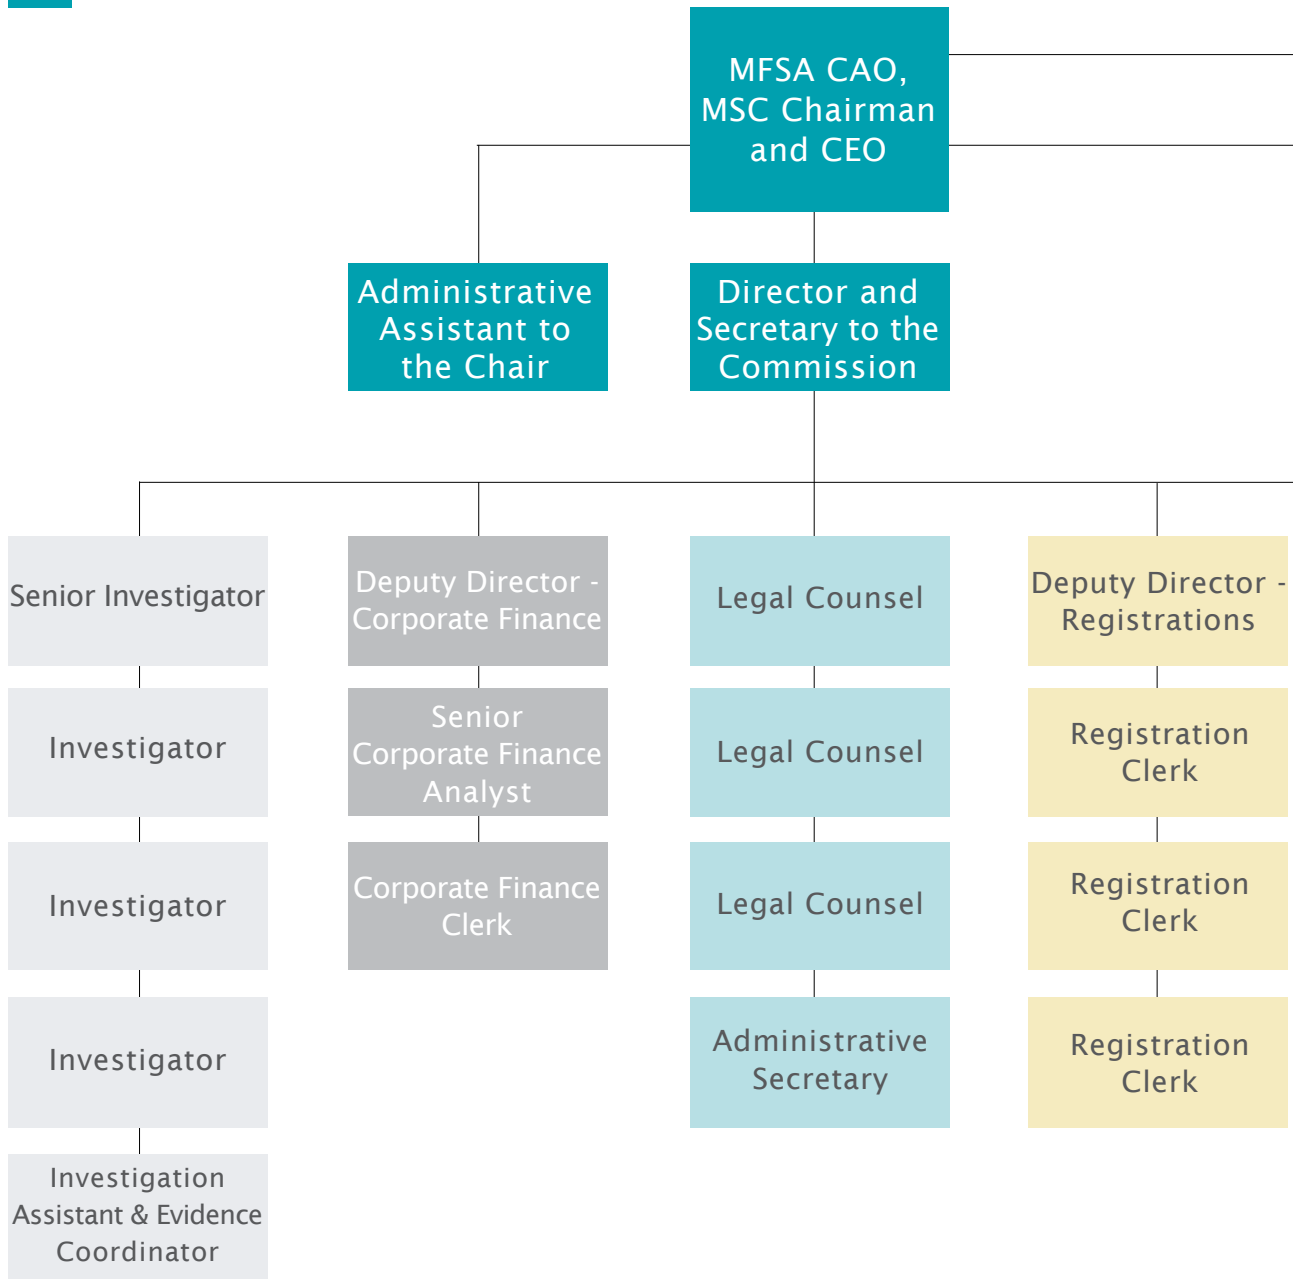 MFSA CAO,
MSC Chairman
and CEO
Administrative
Assistant to
the Chair
Director and
Secretary to the
Commission
Senior Investigator
Investigator
Investigator
Investigator
Investigation
Assistant & Evidence
Coordinator
Deputy Director -
Corporate Finance
Senior
Corporate Finance
Analyst
Corporate Finance
Clerk
Legal Counsel
Legal Counsel
Legal Counsel
Administrative
Secretary
Deputy Director -
Registrations
Registration
Clerk
Registration
Clerk
Registration
Clerk